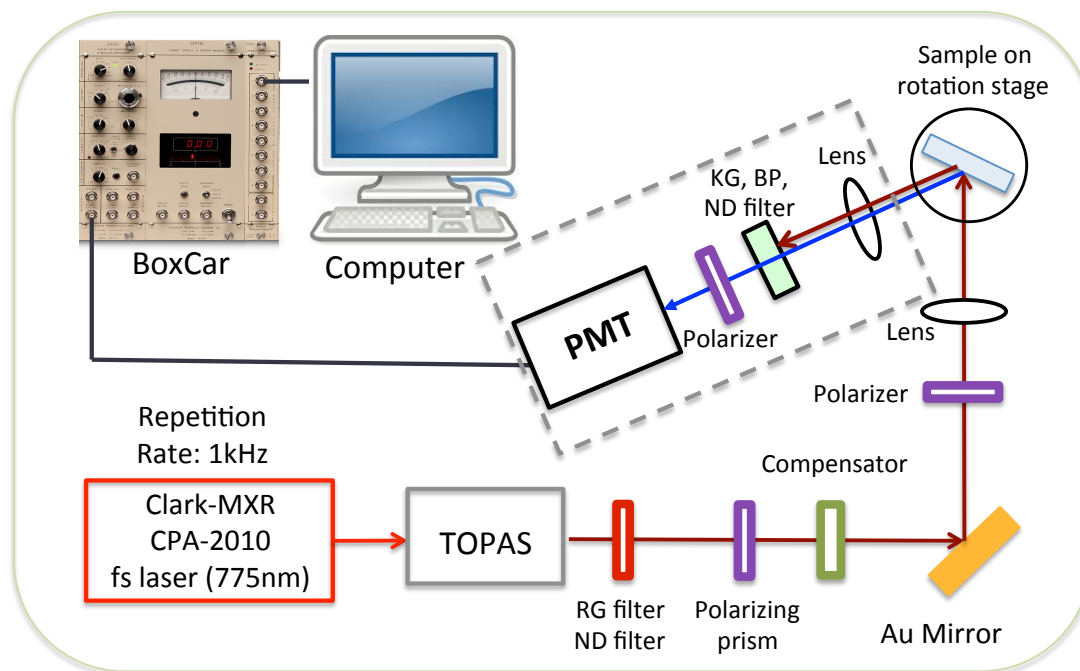 BoxCar
Computer
Sample on
rotation stage
Lens
KG, BP,
ND filter
Polarizer
PMT
Lens
Polarizer
Repetition
Rate: 1kHz
Clark-MXR
CPA-2010
fs laser (775nm)
TOPAS
Compensator
RG filter
ND filter
Polarizing
prism
Au Mirror